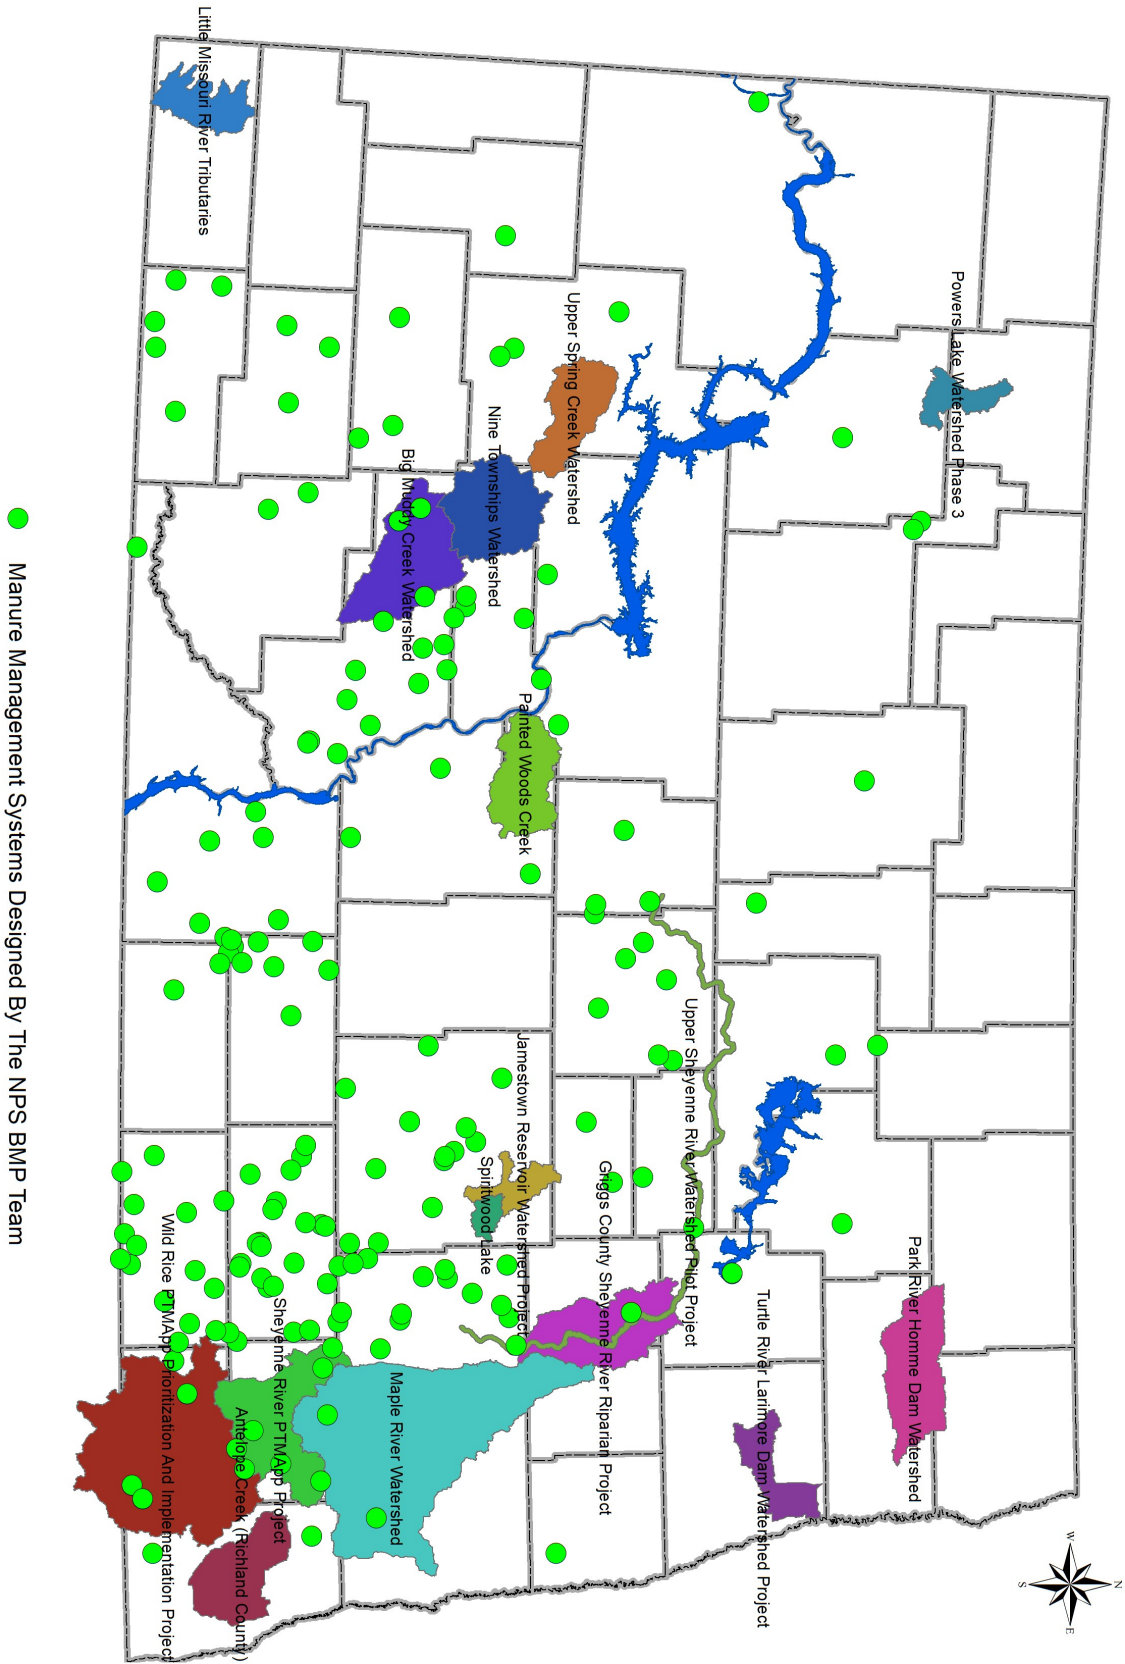 Little Missouri River Tributaries
Powers Lake Watershed Phase 3
Upper Spring Creek Watershed
Nine Townships Watershed
Big Muddy Creek Watershed
Painted Woods Creek
Upper Sheyenne River Watershed Pilot Project
Jamestown Reservoir Watershed Project
Spiritwood Lake
Griggs County Sheyenne River Riparian Project
Park River Homme Dam Watershed
Turtle River Larimore Dam Watershed Project
Maple River Watershed
Sheyenne River PTMApp Project
Antelope Creek (Richland County)
Wild Rice PTMApp Prioritization And Implementation Project
N
W
E
S
Manure Management Systems Designed By The NPS BMP Team